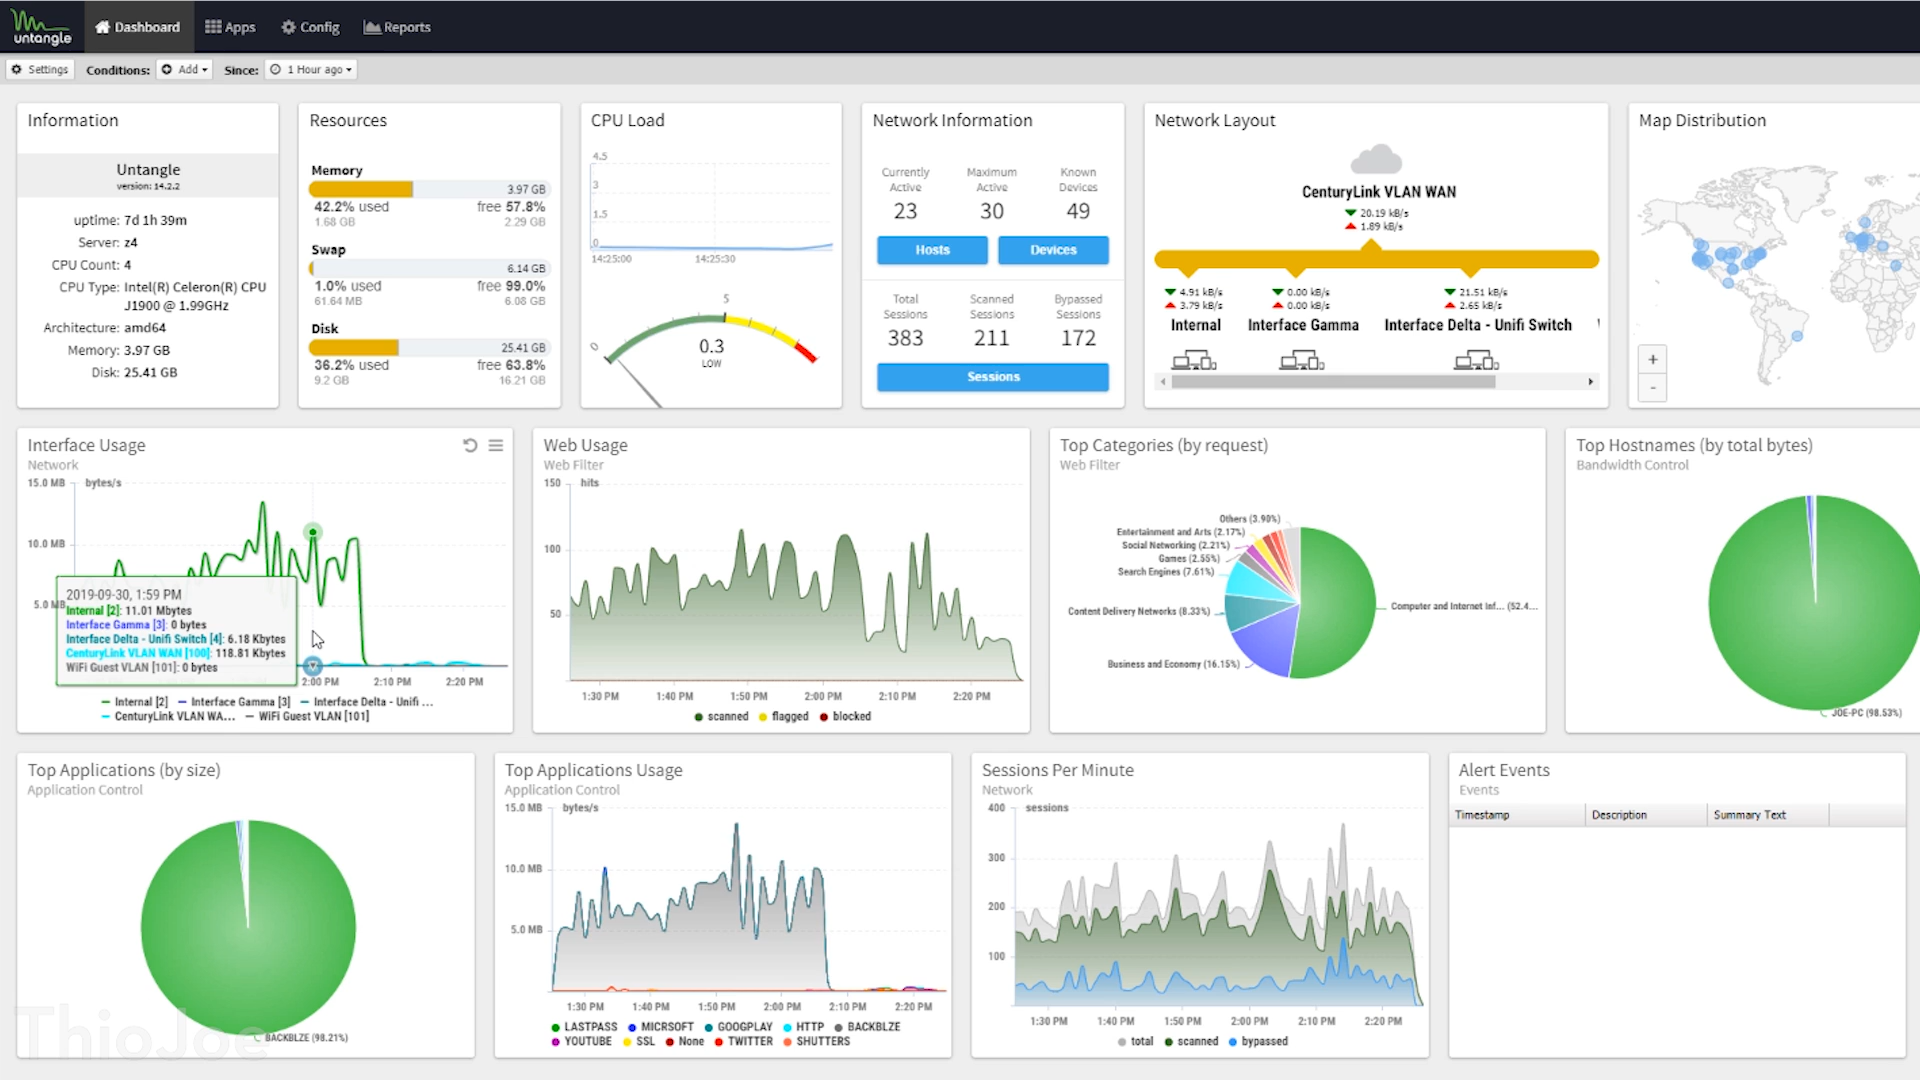 untangle
Dashboard
Apps
Config
Reports
Settings
Conditions:
Add
Since:
1 Hour ago
Information
Untangle
version: 14.2.2
uptime: 7d 1h 39m
Server: z4
CPU Count: 4
CPU Type: Intel(R) Celeron(R) CPU
J1900 @ 1.99GHz
Architecture: amd64
Memory: 3.97 GB
Disk: 25.41 GB
Resources
Memory
3.97 GB
42.2% used
free 57.8%
1.68 GB
2.29 GB
Swap
6.14 GB
1.0% used
free 99.0%
61.64 MB
6.08 GB
Disk
25.41 GB
36.2% used
free 63.8%
9.2 GB
16.21 GB
CPU Load
4.5
3
1.5
0
14:25:00
14:25:30
5
0
0.3
LOW
Network Information
Currently
Active
Maximum
Active
Known
Devices
23
30
49
Hosts
Devices
Total
Sessions
Scanned
Sessions
Bypassed
Sessions
383
211
172
Sessions
Network Layout
CenturyLink VLAN WAN
20.19 kB/s
1.89 kB/s
4.91 kB/s
3.79 kB/s
Internal
0.00 kB/s
0.00 kB/s
Interface Gamma
21.51 kB/s
2.65 kB/s
Interface Delta - Unifi Switch
Map Distribution
+
-
Interface Usage
Network
15.0 MB
bytes/s
10.0 MB
5.0 MB
2019-09-30, 1:59 PM
Internal [2]: 11.01 Mbytes
Interface Gamma [3]: 0 bytes
Interface Delta - Unifi Switch [4]: 6.18 Kbytes
CenturyLink VLAN WAN [100]: 118.81 Kbytes
WiFi Guest VLAN [101]: 0 bytes
2:00 PM
2:10 PM
2:20 PM
Internal [2]
Interface Gamma [3]
Interface Delta - Unifi ...
CenturyLink VLAN WA...
WiFi Guest VLAN [101]
Web Usage
Web Filter
150
hits
100
50
1:30 PM
1:40 PM
1:50 PM
2:00 PM
2:10 PM
2:20 PM
scanned
flagged
blocked
Top Categories (by request)
Web Filter
Others (3.90%)
Entertainment and Arts (2.17%)
Social Networking (2.21%)
Games (2.55%)
Search Engines (7.61%)
Content Delivery Networks (8.33%)
Computer and Internet Inf... (52.4...
Business and Economy (16.15%)
Top Hostnames (by total bytes)
Bandwidth Control
JOE-PC (98.53%)
Top Applications (by size)
Application Control
BACKBLZE (98.21%)
ThioJoe
Top Applications Usage
Application Control
15.0 MB
bytes/s
10.0 MB
5.0 MB
1:30 PM
1:40 PM
1:50 PM
2:00 PM
2:10 PM
2:20 PM
LASTPASS
MICRSOFT
GOOGPLAY
HTTP
BACKBLZE
YOUTUBE
SSL
None
TWITTER
SHUTTERS
Sessions Per Minute
Network
400
sessions
300
200
100
1:30 PM
1:40 PM
1:50 PM
2:00 PM
2:10 PM
2:20 PM
total
scanned
bypassed
Alert Events
Events
Timestamp
Description
Summary Text